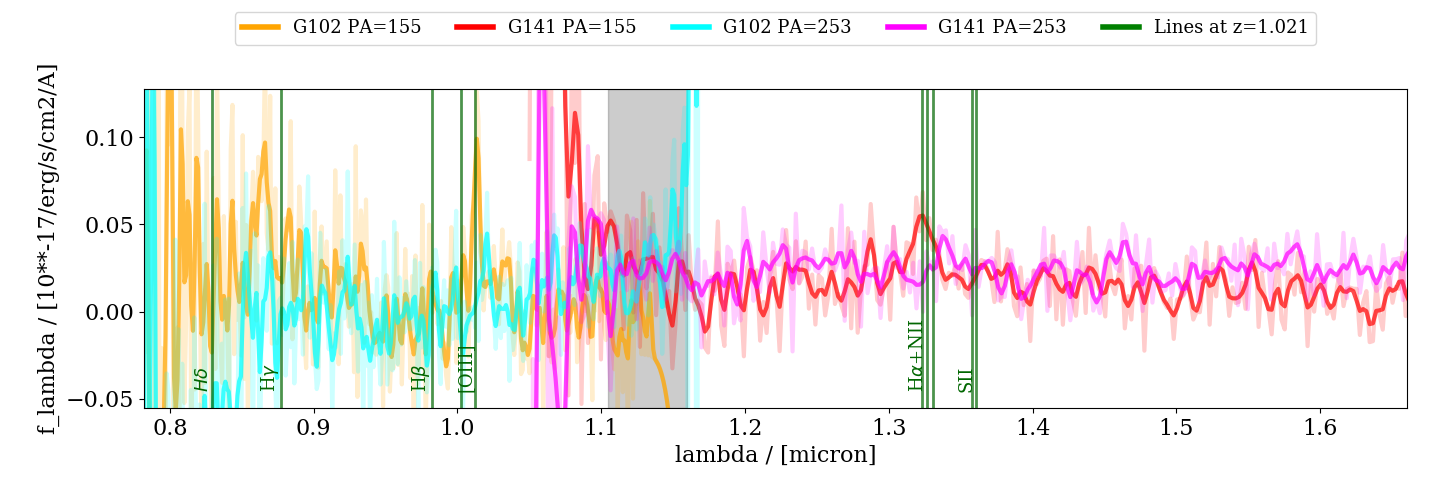 G102 PA=155 G141 PA=155 G102 PA=253 G141 PA=253 Lines at z=1.021
f_lambda / [10**-17/erg/s/cm2/A]
0.10
0.05
0.00
−0.05
Hδ Hγ Hβ [OIII] Hα+NII SII
0.8 0.9 1.0 1.1 1.2 1.3 1.4 1.5 1.6
lambda / [micron]